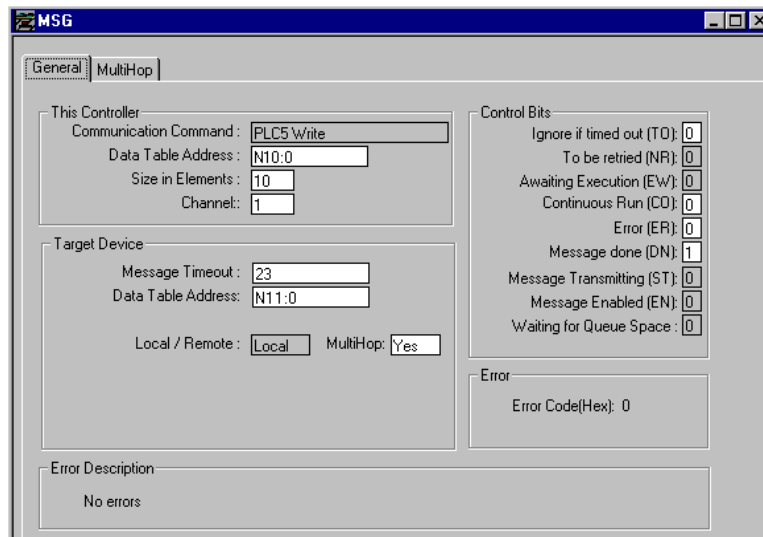 MSG
General
MultiHop
This Controller
Communication Command : PLC5 Write
Data Table Address : N10:0
Size in Elements : 10
Channel:: 1
Target Device
Message Timeout : 23
Data Table Address: N11:0
Local / Remote : Local MultiHop: Yes
Control Bits
Ignore if timed out (TO): 0
To be retried (NR): 0
Awaiting Execution (EW): 0
Continuous Run (CO): 0
Error (ER): 0
Message done (DN): 1
Message Transmitting (ST): 0
Message Enabled (EN): 0
Waiting for Queue Space : 0
Error
Error Code(Hex): 0
Error Description
No errors